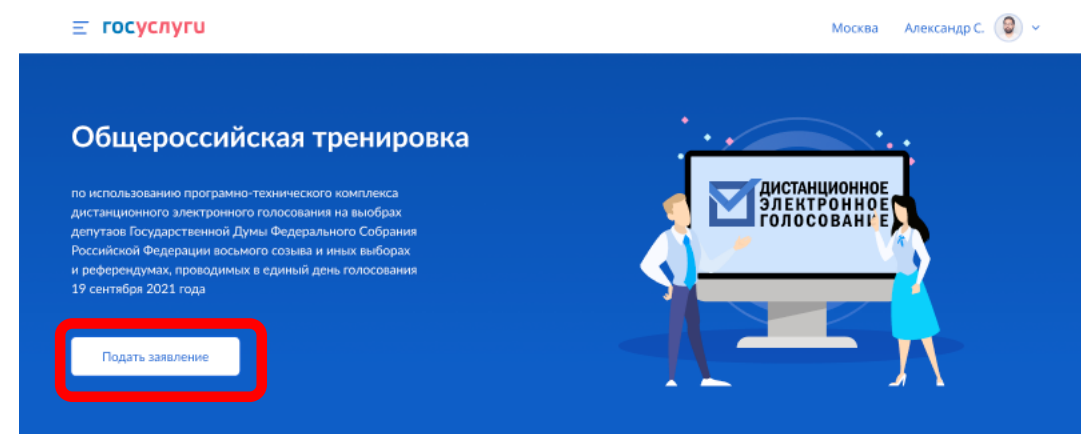 госуслуги
Москва Александр С.
Общероссийская тренировка
по использованию програмно-технического комплекса
дистанционного электронного голосования на выобрах
депутаов Государственной Думы Федерального Собрания
Российской Федерации восьмого созыва и иных выборах
и референдумах, проводимых в единый день голосования
19 сентября 2021 года
Подать заявление
ДИСТАНЦИОННОЕ
ЭЛЕКТРОННОЕ
ГОЛОСОВАНИЕ